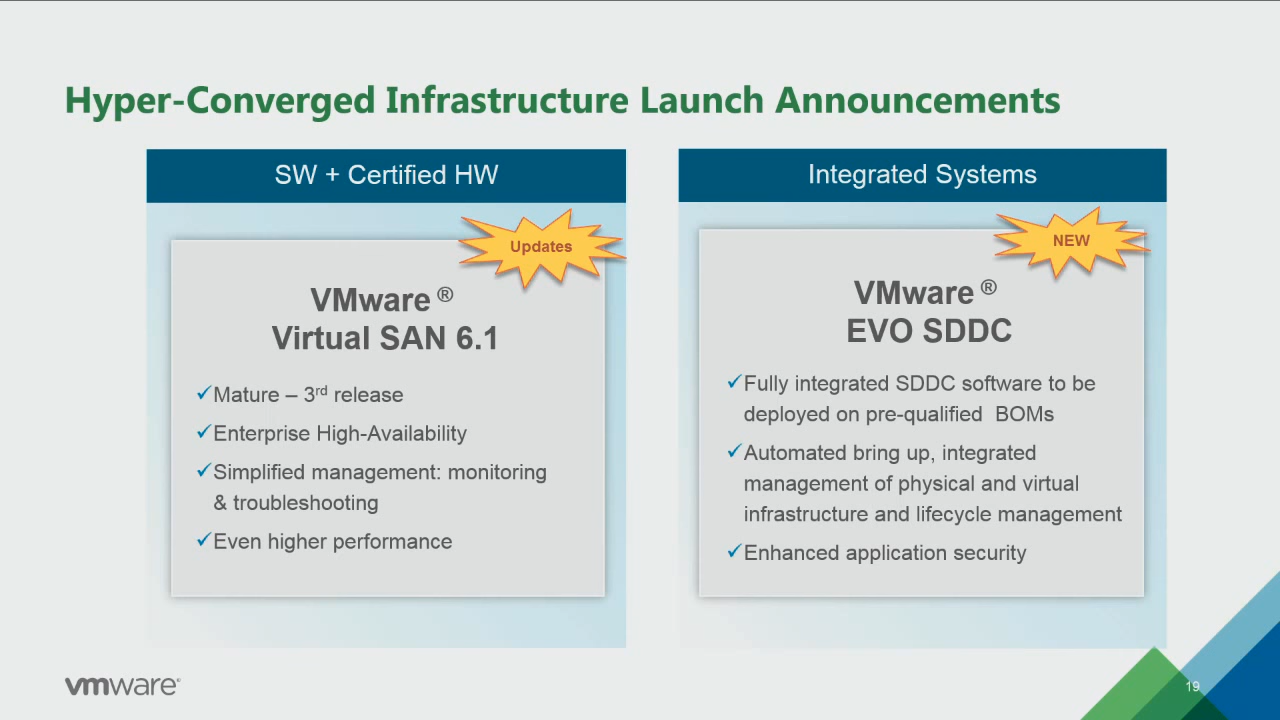 Hyper-Converged Infrastructure Launch Announcements
SW + Certified HW
Updates
VMware ®
Virtual SAN 6.1
✓Mature – 3rd release
✓Enterprise High-Availability
✓Simplified management: monitoring
& troubleshooting
✓Even higher performance
Integrated Systems
NEW
VMware ®
EVO SDDC
✓Fully integrated SDDC software to be
deployed on pre-qualified BOMs
✓Automated bring up, integrated
management of physical and virtual
infrastructure and lifecycle management
✓Enhanced application security
vmware®
19